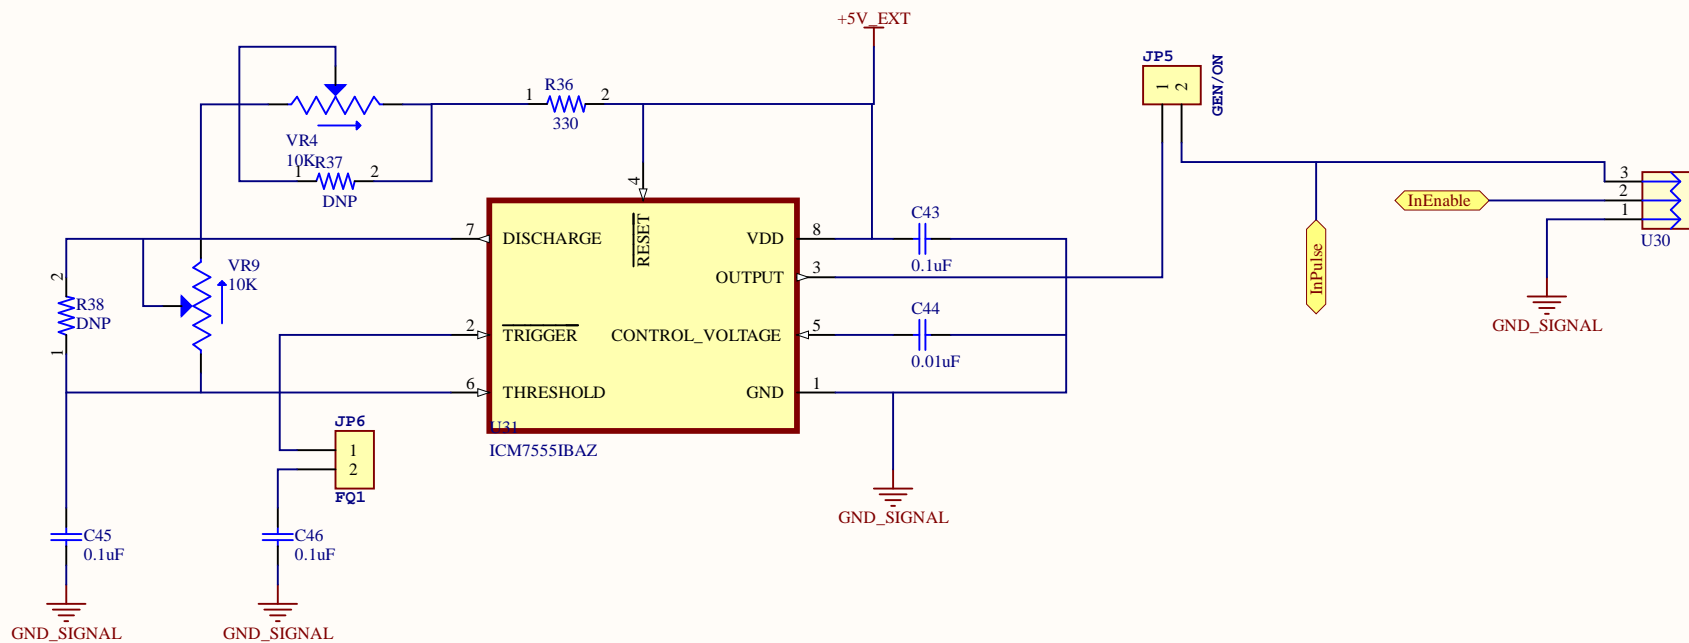 +5V_EXT
JP5
1
2
GEN/ON
R36
1
2
330
VR4
10K
R37
1
2
DNP
4
3
2
1
InEnable
U30
InPulse
GND_SIGNAL
7
DISCHARGE
RESET
VDD
8
C43
0.1uF
OUTPUT
3
VR9
10K
2
R38
DNP
1
2
TRIGGER
CONTROL_VOLTAGE
5
C44
0.01uF
6
THRESHOLD
GND
1
U31
ICM7555IBAZ
JP6
1
2
FQ1
GND_SIGNAL
C45
0.1uF
C46
0.1uF
GND_SIGNAL
GND_SIGNAL